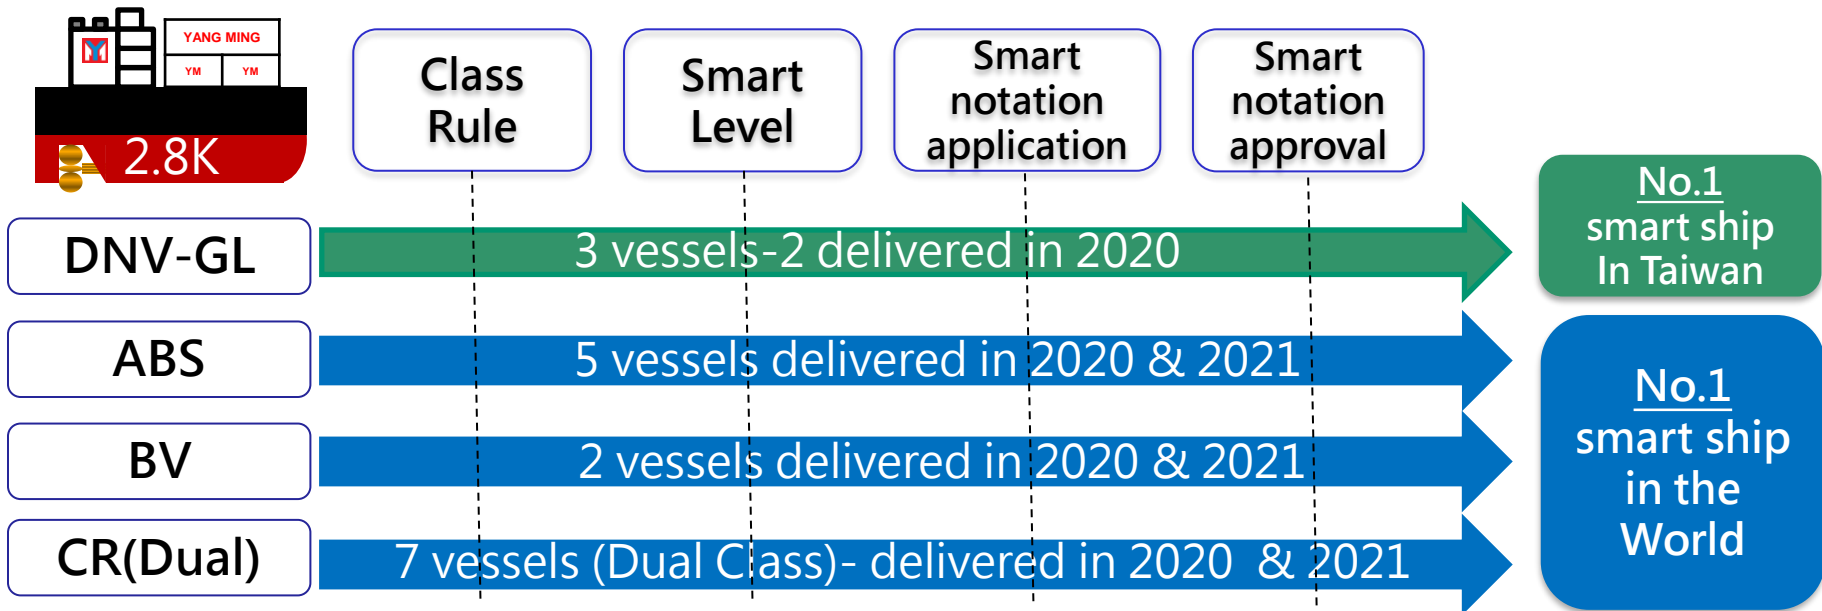 YANG MING
YM YM
2.8K
Class
Rule
Smart
Level
Smart
notation
application
Smart
notation
approval
DNV-GL
3 vessels-2 delivered in 2020
No.1
smart ship
In Taiwan
ABS
5 vessels delivered in 2020 & 2021
BV
2 vessels delivered in 2020 & 2021
CR(Dual)
7 vessels (Dual Class)- delivered in 2020 & 2021
No.1
smart ship
in the
World